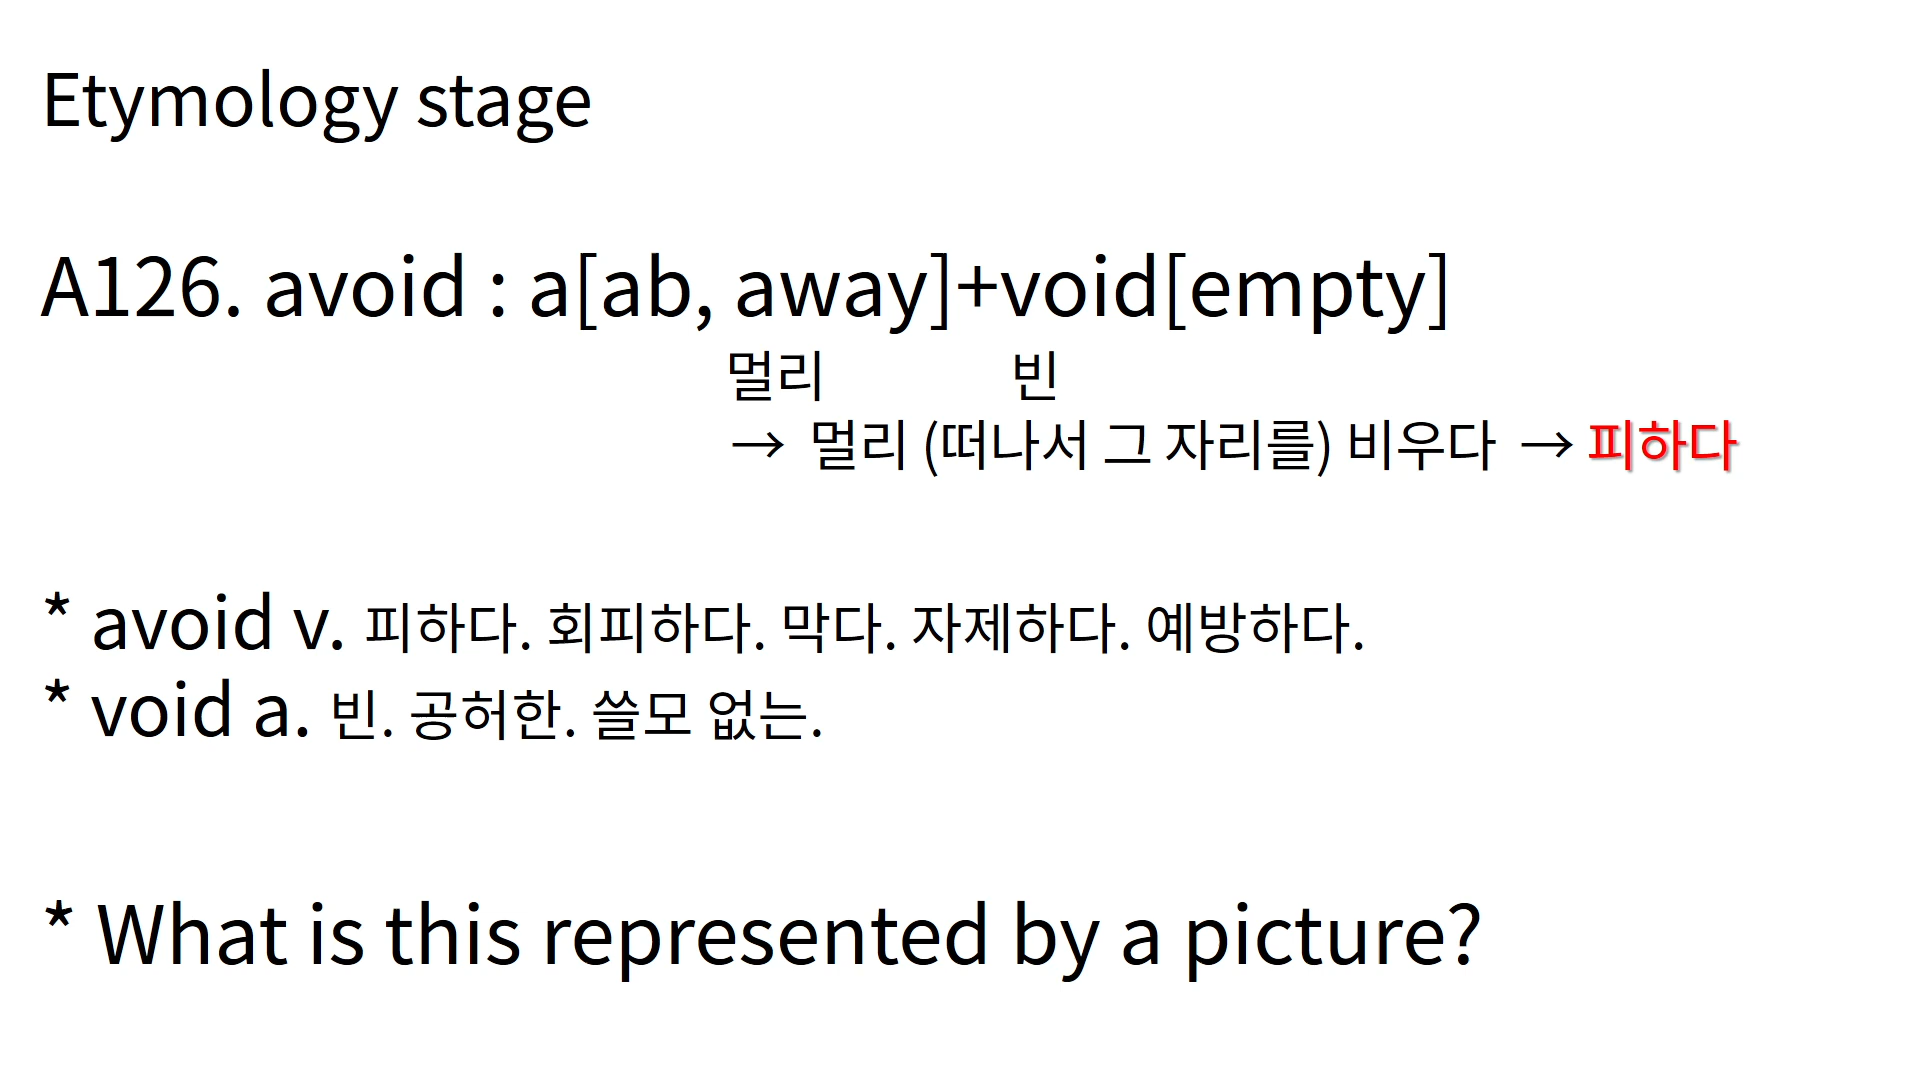 Etymology stage
A126. avoid : a[ab, away]+void[empty]
멀리 빈
→ 멀리 (떠나서 그 자리를) 비우다 → 피하다
* avoid v. 피하다. 회피하다. 막다. 자제하다. 예방하다.
* void a. 빈. 공허한. 쓸모 없는.
* What is this represented by a picture?